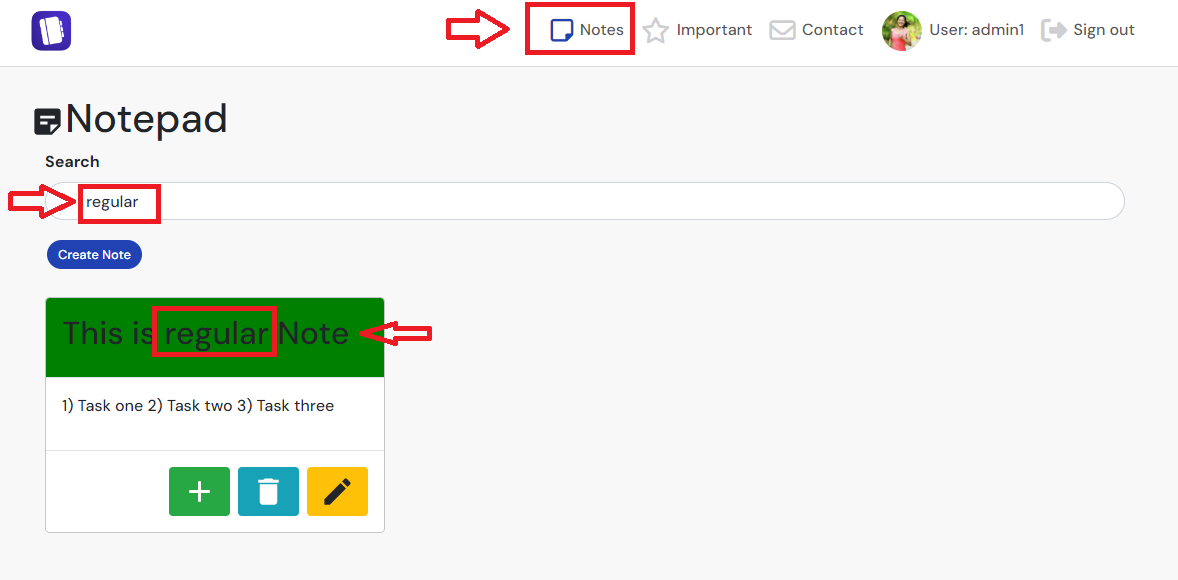 Notes Important Contact User: admin1 Sign out
Notepad
Search
regular
Create Note
This is regular Note
1) Task one 2) Task two 3) Task three